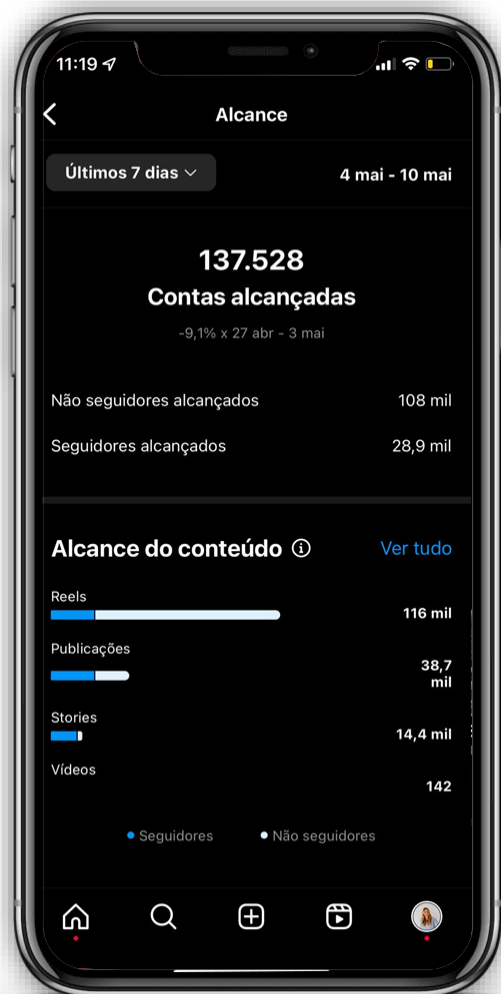 11:19
Alcance
Últimos 7 dias
4 mai - 10 mai
137.528
Contas alcançadas
-9,1% x 27 abr - 3 mai
Não seguidores alcançados 108 mil
Seguidores alcançados 28,9 mil
Alcance do conteúdo Ver tudo
Reels
116 mil
Publicações
38,7
mil
Stories
14,4 mil
Vídeos
142
Seguidores Não seguidores